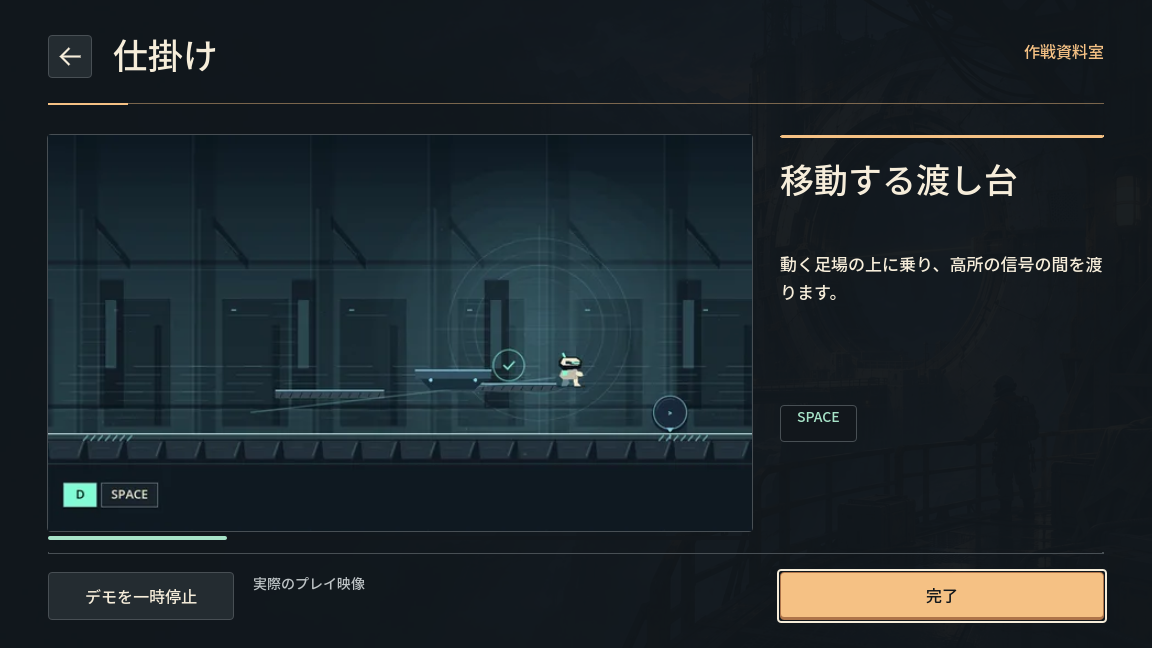 仕掛け
作戦資料室
移動する渡し台
動く足場の上に乗り、高所の信号の間を渡
ります。
SPACE
D
SPACE
デモを一時停止
実際のプレイ映像
完了